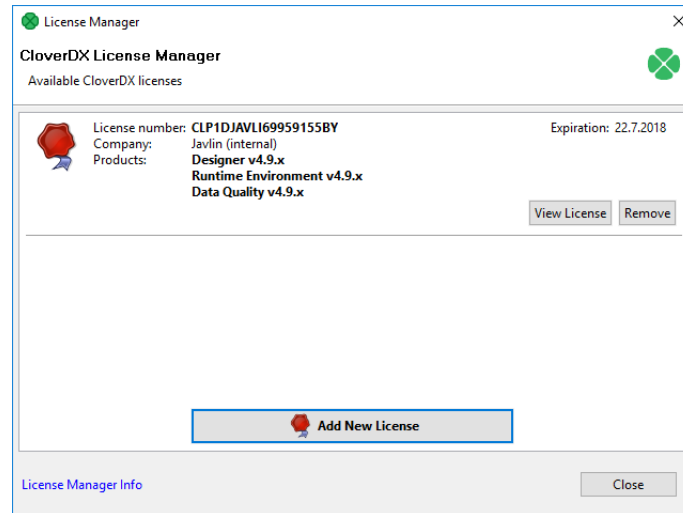 License Manager
CloverDX License Manager
Available CloverDX licenses
License number: CLP1DJAVLI69959155BY Expiration: 22.7.2018
Company: Javlin (internal)
Products: Designer v4.9.x
Runtime Environment v4.9.x
Data Quality v4.9.x
View License Remove
Add New License
License Manager Info Close